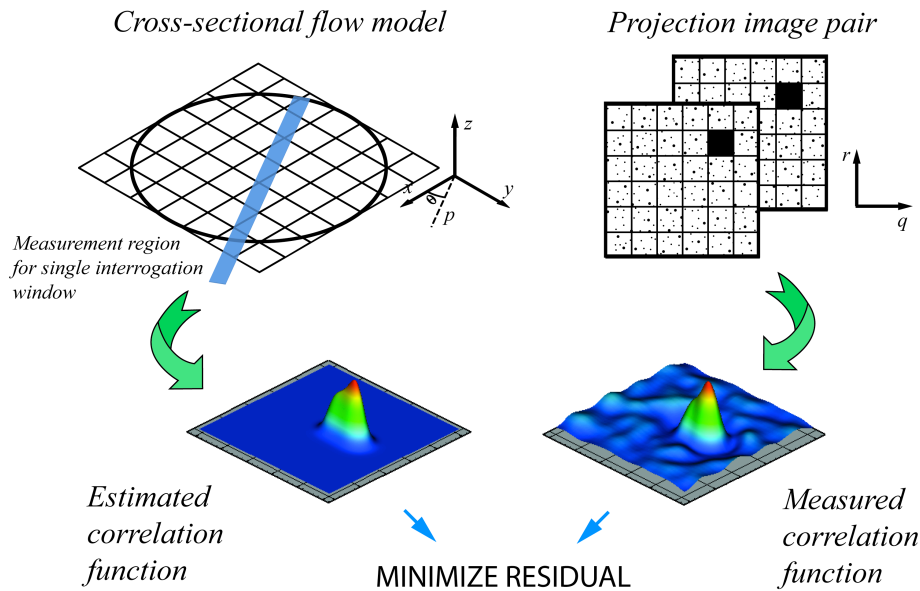 Cross-sectional flow model
Projection image pair
z
x
y
θ
p
r
q
Measurement region
for single interrogation
window
Estimated
correlation
function
Measured
correlation
function
MINIMIZE RESIDUAL